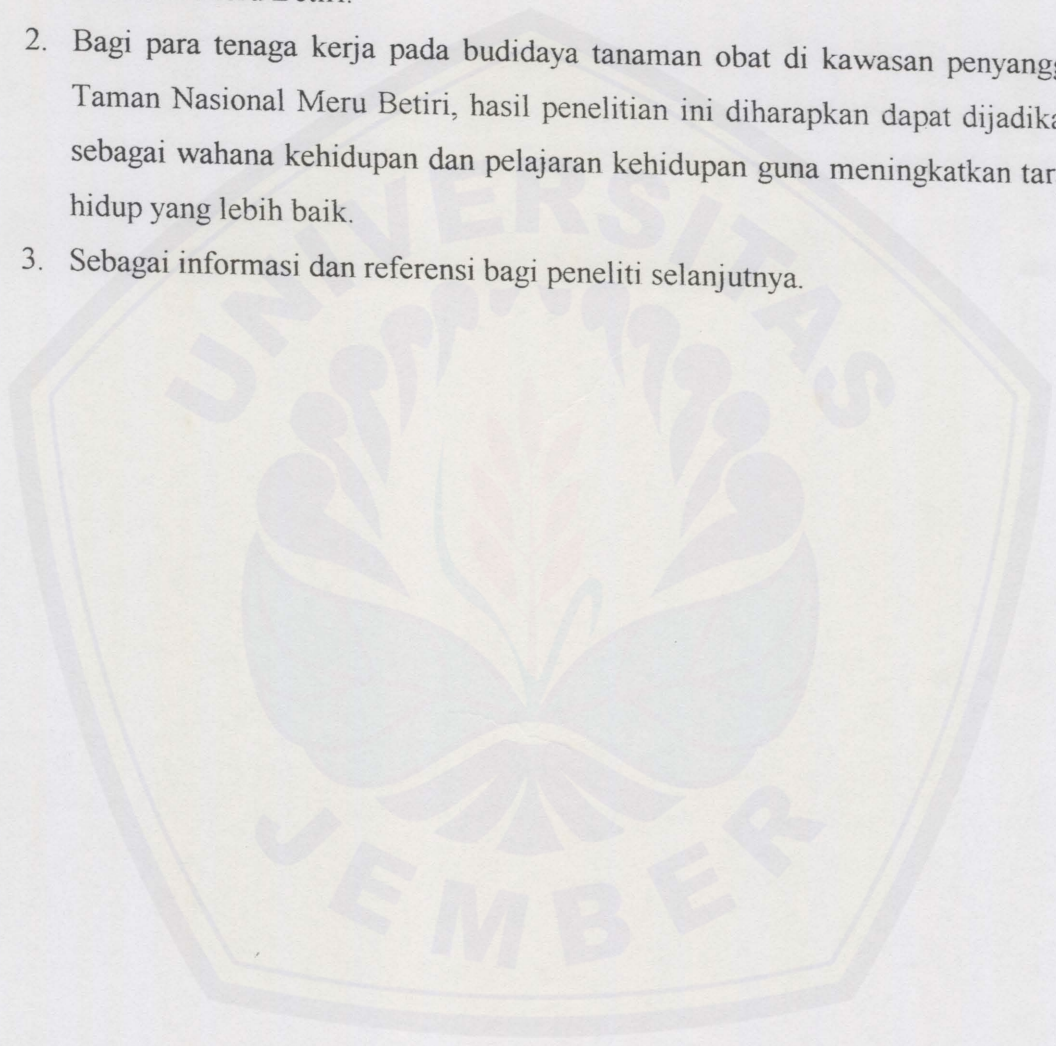 2. Bagi para tenaga kerja pada budidaya tanaman obat di kawasan penyangg
Taman Nasional Meru Betiri, hasil penelitian ini diharapkan dapat dijadika
sebagai wahana kehidupan dan pelajaran kehidupan guna meningkatkan tar
hidup yang lebih baik.
3. Sebagai informasi dan referensi bagi peneliti selanjutnya.
UNIVERSITAS
JEMBER